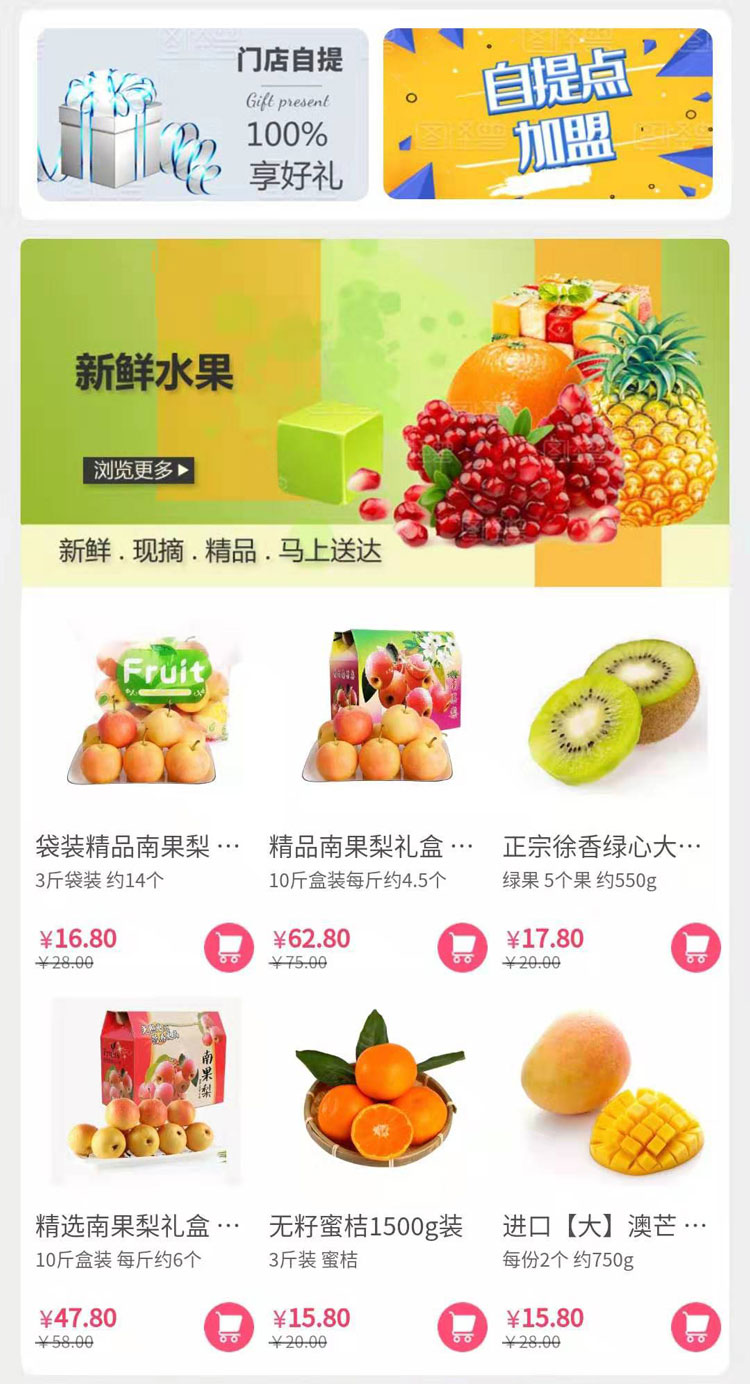 门店自提
Gift present
100%
享好礼
自提点
加盟
新鲜水果
浏览更多
新鲜 . 现摘 . 精品 . 马上送达
Fruit
袋装精品南果梨 …
3斤袋装 约14个
¥16.80
¥28.00
精品南果梨礼盒 …
10斤盒装每斤约4.5个
¥62.80
¥75.00
正宗徐香绿心大…
绿果 5个果 约550g
¥17.80
¥20.00
南果梨
精选南果梨礼盒 …
10斤盒装 每斤约6个
¥47.80
¥58.00
无籽蜜桔1500g装
3斤装 蜜桔
¥15.80
¥20.00
进口【大】澳芒 …
每份2个 约750g
¥15.80
¥28.00